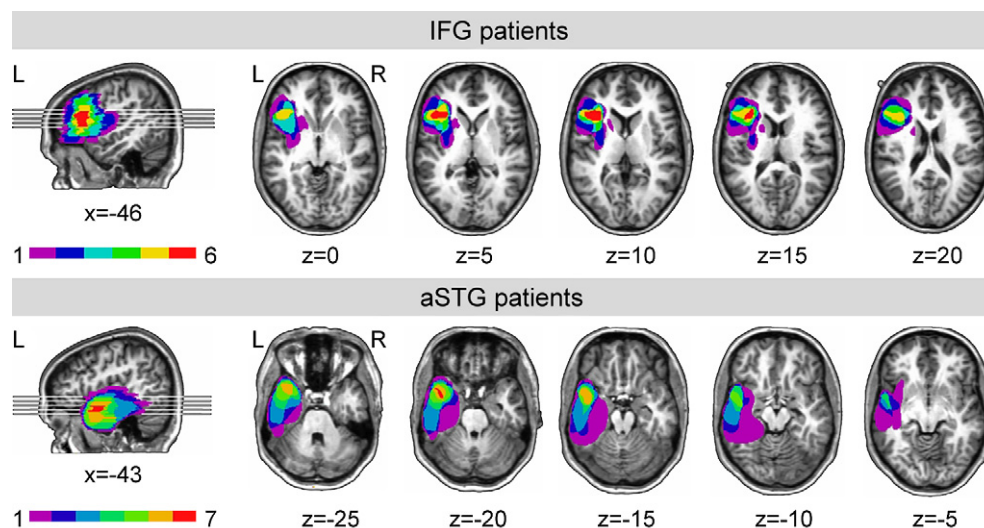 IFG patients
L L R
x=-46 z=0 z=5 z=10 z=15 z=20
1 6
aSTG patients
L L R
x=-43
1 7 z=-25 z=-20 z=-15 z=-10 z=-5